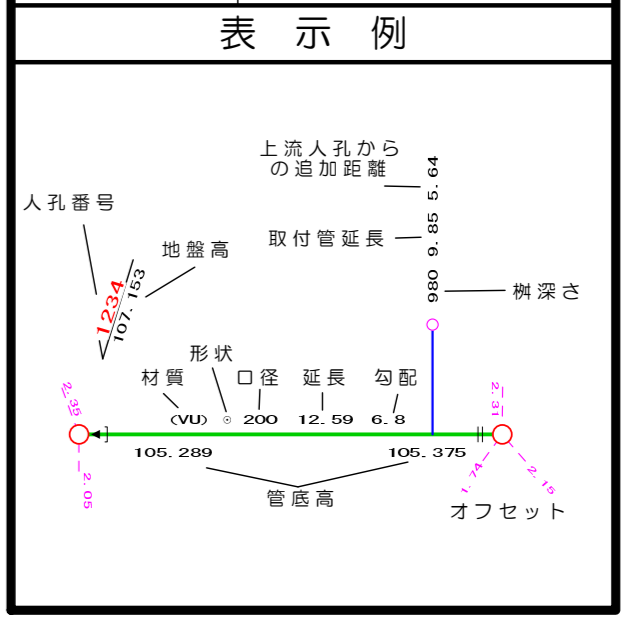 表示例
上流人孔から
の追加距離
5.64
人孔番号
取付管延長
9.85
地盤高
1234
107.153
980
桝深さ
形状
材質
口径
延長
勾配
(VU)
200
12.59
6.8
2.35
2.31
105.289
105.375
2.05
1.74
2.15
管底高
オフセット